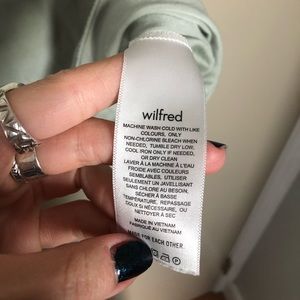 wilfred
MACHINE WASH COLD WITH LIKE
COLOURS, ONLY
NON-CHLORINE BLEACH WHEN
NEEDED, TUMBLE DRY LOW,
COOL IRON ONLY IF NEEDED,
OR DRY CLEAN
LAVER À LA MACHINE À L'EAU
FROIDE AVEC COULEURS
SEMBLABLES, UTILISER
SEULEMENT UN JAVELLISANT
SANS CHLORE AU BESOIN,
SÉCHER À BASSE
TEMPÉRATURE, REPASSAGE
DOUX SI NÉCESSAIRE, OU
NETTOYER À SEC
MADE IN VIETNAM
FABRIQUÉ AU VIETNAM
MADE FOR EACH OTHER.